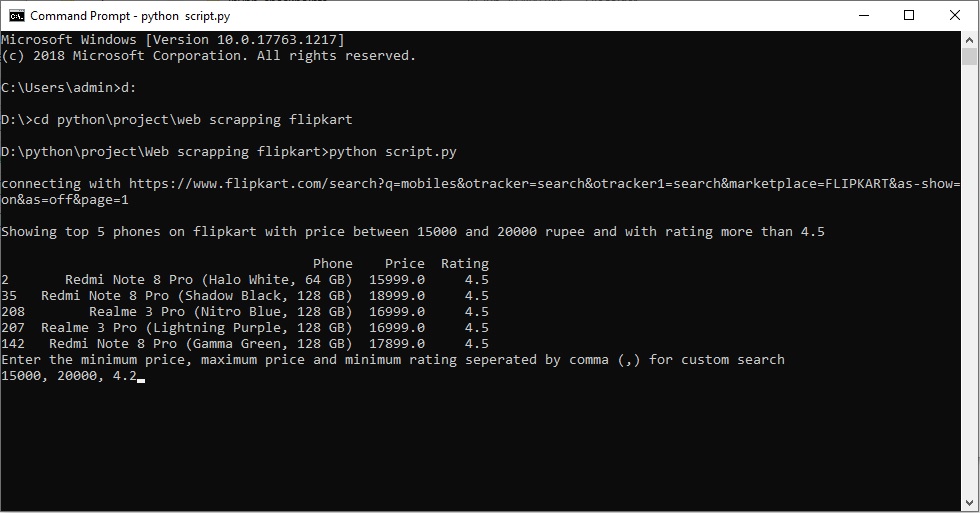 Command Prompt - python script.py
Microsoft Windows [Version 10.0.17763.1217]
(c) 2018 Microsoft Corporation. All rights reserved.
C:\Users\admin>d:
D:\>cd python\project\web scrapping flipkart
D:\python\project\Web scrapping flipkart>python script.py
connecting with https://www.flipkart.com/search?q=mobiles&otracker=search&otracker1=search&marketplace=FLIPKART&as-show=
on&as=off&page=1
Showing top 5 phones on flipkart with price between 15000 and 20000 rupee and with rating more than 4.5
Phone Price Rating
2 Redmi Note 8 Pro (Halo White, 64 GB) 15999.0 4.5
35 Redmi Note 8 Pro (Shadow Black, 128 GB) 18999.0 4.5
208 Realme 3 Pro (Nitro Blue, 128 GB) 16999.0 4.5
207 Realme 3 Pro (Lightning Purple, 128 GB) 16999.0 4.5
142 Redmi Note 8 Pro (Gamma Green, 128 GB) 17899.0 4.5
Enter the minimum price, maximum price and minimum rating seperated by comma (,) for custom search
15000, 20000, 4.2